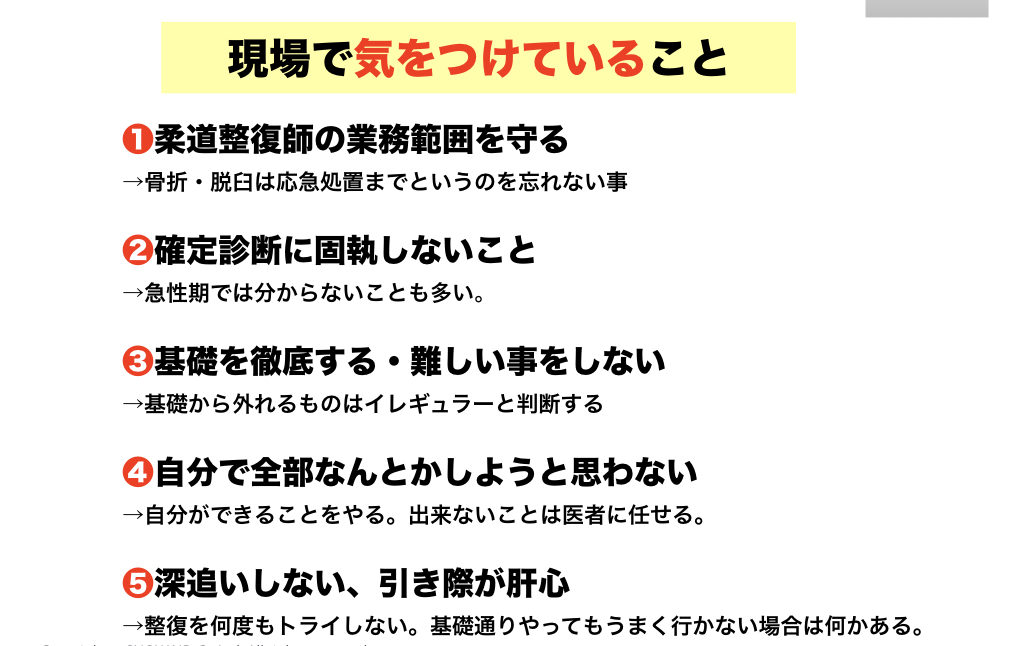 現場で気をつけていること
❶柔道整復師の業務範囲を守る
→骨折・脱臼は応急処置までというのを忘れない事
❷確定診断に固執しないこと
→急性期では分からないことも多い。
❸基礎を徹底する・難しい事をしない
→基礎から外れるものはイレギュラーと判断する
❹自分で全部なんとかしようと思わない
→自分ができることをやる。出来ないことは医者に任せる。
❺深追いしない、引き際が肝心
→整復を何度もトライしない。基礎通りやってもうまく行かない場合は何かある。